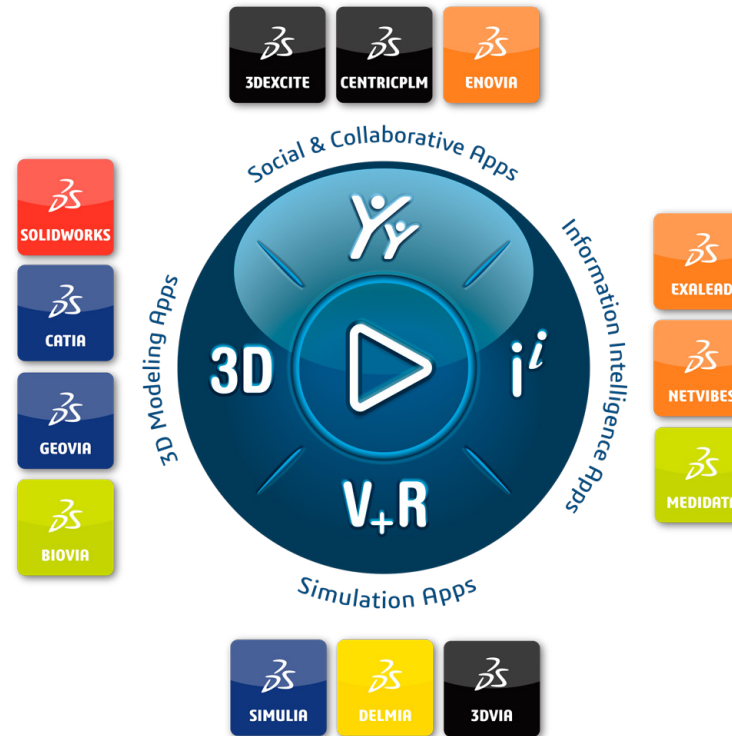 3DEXCITE
CENTRICPLM
ENOVIA
Social & Collaborative Apps
SOLIDWORKS
CATIA
GEOVIA
BIOVIA
3D Modeling Apps
3D
i i
V+R
Information Intelligence Apps
EXALEAD
NETVIBES
MEDIDATA
Simulation Apps
SIMULIA
DELMIA
3DVIA